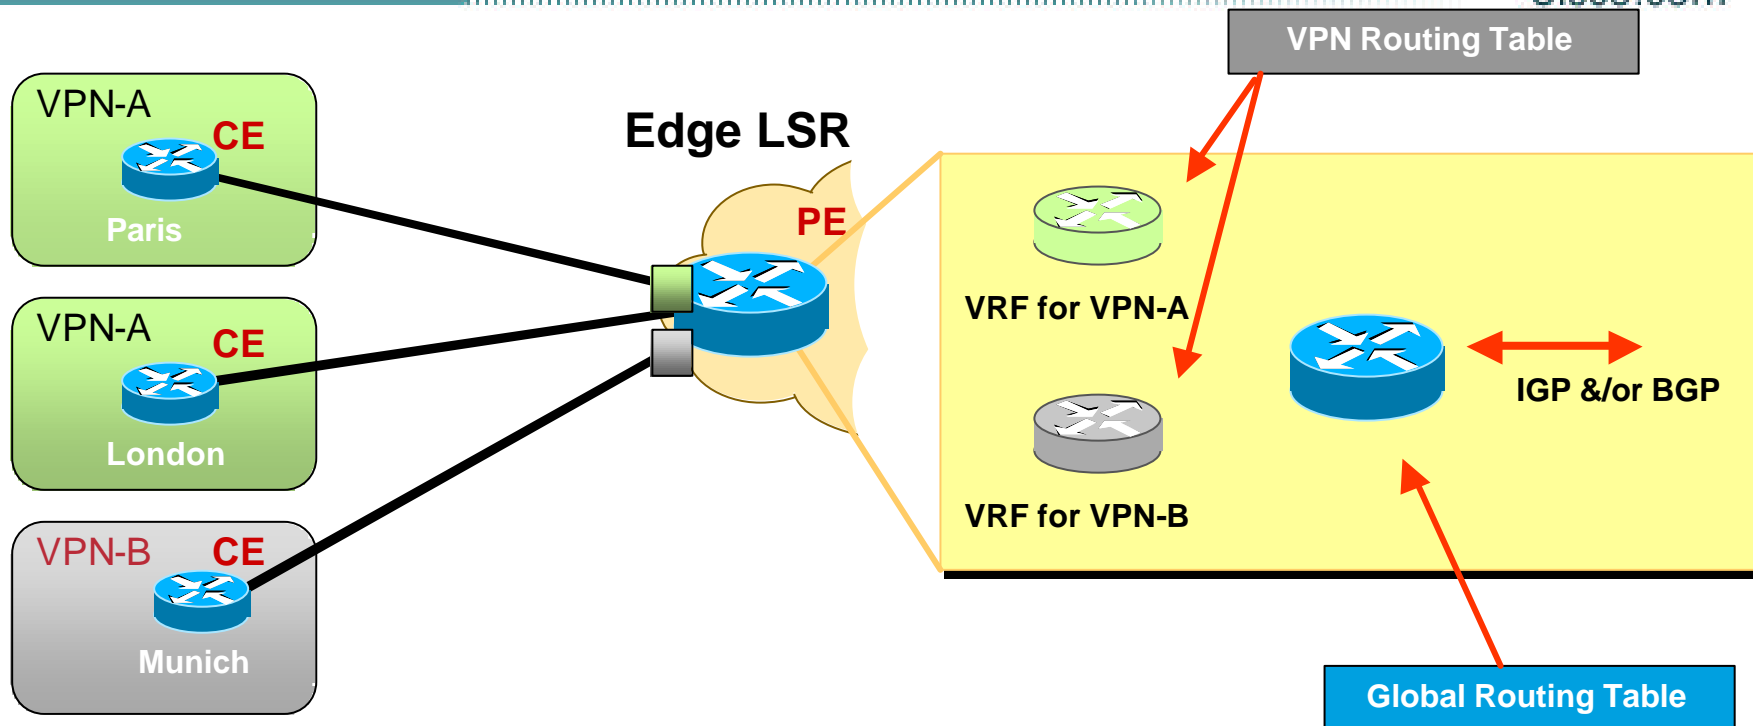 VPN Routing Table
VPN-A
CE
Paris
Edge LSR
PE
VRF for VPN-A
VPN-A
CE
London
IGP &/or BGP
VRF for VPN-B
VPN-B
CE
Munich
Global Routing Table